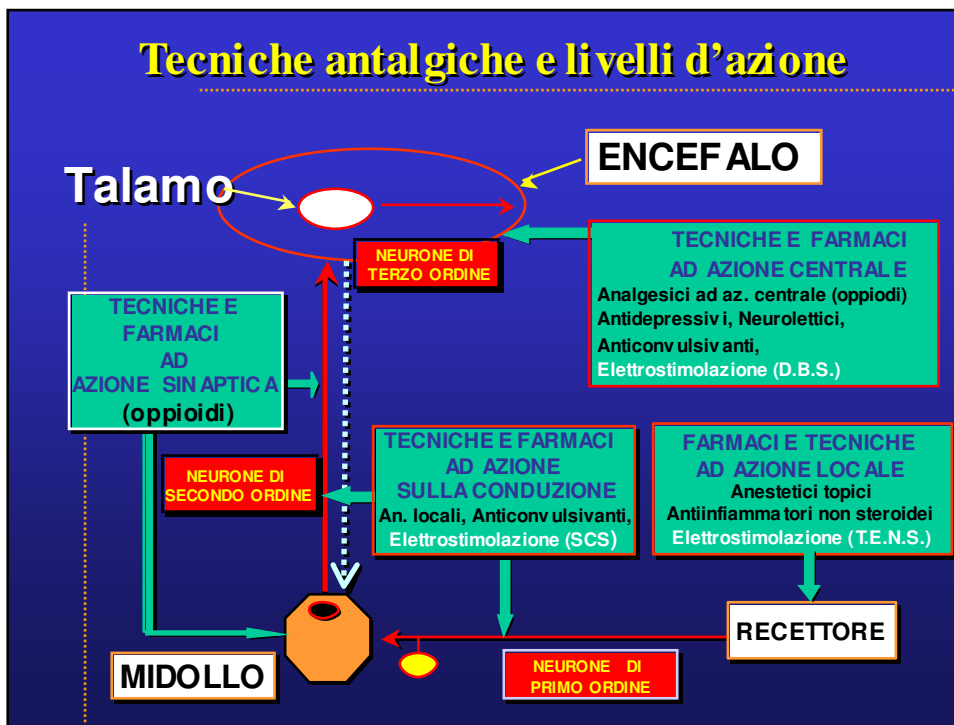 Tecniche antalgiche e livelli d'azione
ENCEFALO
Talamo
NEURONE DI
TERZO ORDINE
TECNICHE E FARMACI
AD AZIONE CENTRALE
Analgesici ad az. centrale (oppiodi)
Antidepressivi, Neurolettici,
Anticonvulsivanti,
Elettrostimolazione (D.B.S.)
TECNICHE E
FARMACI
AD
AZIONE SINAPTICA
(oppioidi)
NEURONE DI
SECONDO ORDINE
TECNICHE E FARMACI
AD AZIONE
SULLA CONDUZIONE
An. locali, Anticonvulsivanti,
Elettrostimolazione (SCS)
FARMACI E TECNICHE
AD AZIONE LOCALE
Anestetici topici
Antiinfiammatori non steroidei
Elettrostimolazione (T.E.N.S.)
RECETTORE
MIDOLLO
NEURONE DI
PRIMO ORDINE